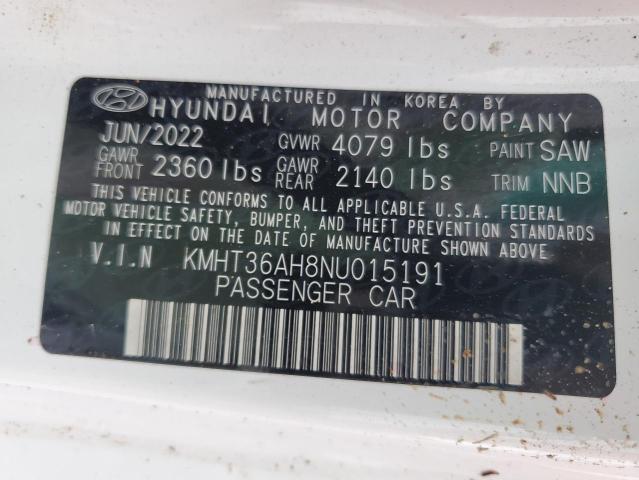 MANUFACTURED IN KOREA BY
HYUNDAI MOTOR COMPANY
JUN/2022 GVWR 4079 lbs PAINT SAW
GAWR FRONT 2360 lbs GAWR REAR 2140 lbs TRIM NNB
THIS VEHICLE CONFORMS TO ALL APPLICABLE U.S.A. FEDERAL
MOTOR VEHICLE SAFETY, BUMPER, AND THEFT PREVENTION STANDARDS
IN EFFECT ON THE DATE OF MANUFACTURE SHOWN ABOVE.
V.I.N KMHT36AH8NU015191
PASSENGER CAR